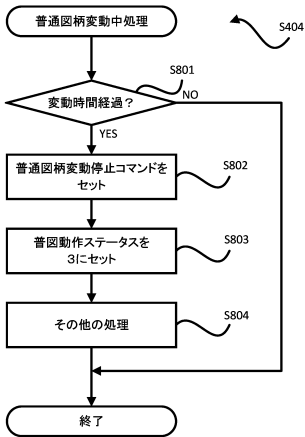 普通図柄変動中処理
S404
S801
変動時間経過？
NO
YES
普通図柄変動停止コマンドを
セット
S802
普図動作ステータスを
３にセット
S803
その他の処理
S804
終了